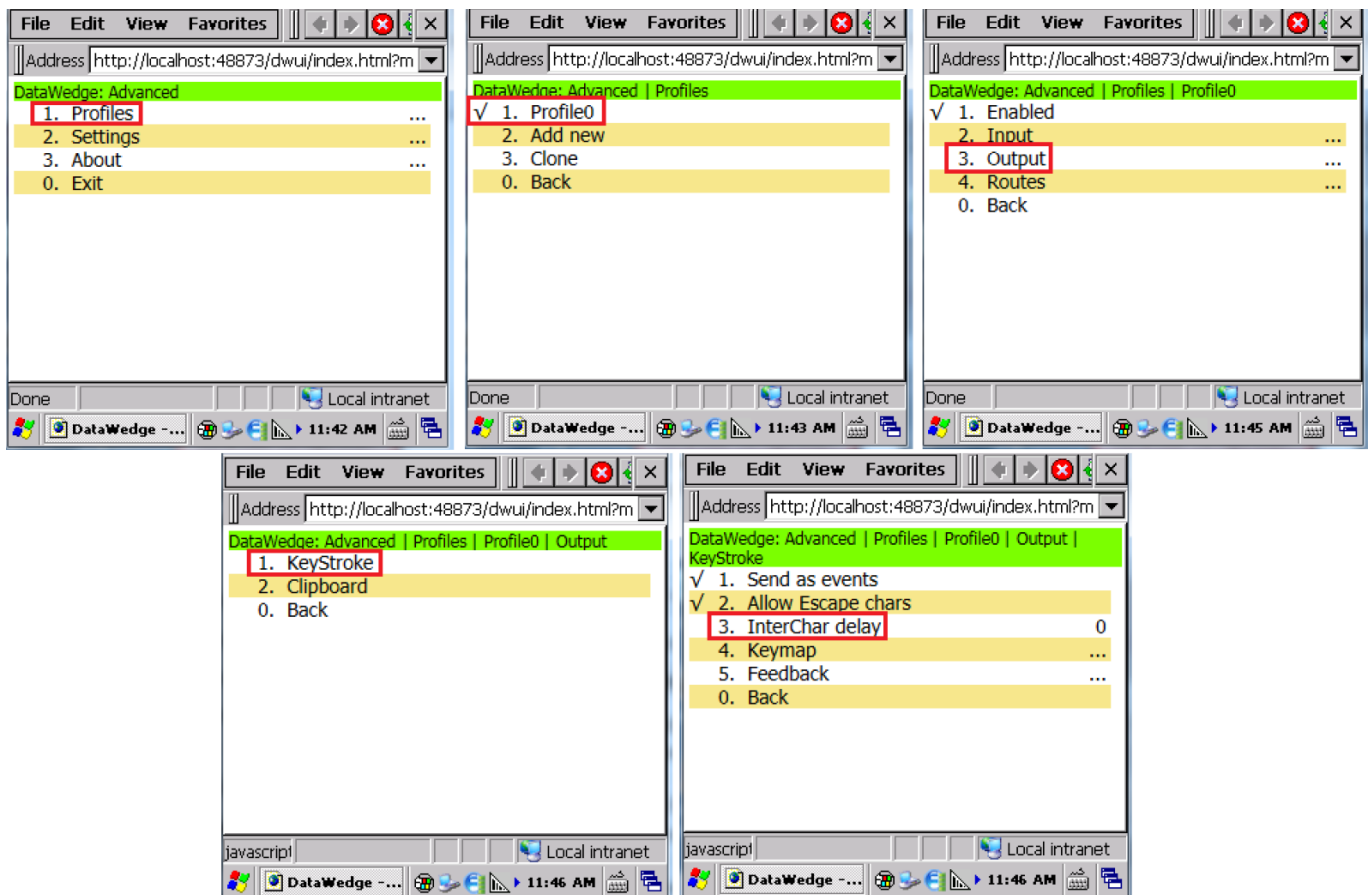 File Edit View Favorites
Address http://localhost:48873/dwui/index.html?m
DataWedge: Advanced
1. Profiles ...
2. Settings ...
3. About ...
0. Exit
Done Local intranet
DataWedge -... 11:42 AM
File Edit View Favorites
Address http://localhost:48873/dwui/index.html?m
DataWedge: Advanced | Profiles
√ 1. Profile0
2. Add new
3. Clone
0. Back
Done Local intranet
DataWedge -... 11:43 AM
File Edit View Favorites
Address http://localhost:48873/dwui/index.html?m
DataWedge: Advanced | Profiles | Profile0
√ 1. Enabled
2. Input ...
3. Output ...
4. Routes ...
0. Back
Done Local intranet
DataWedge -... 11:45 AM
File Edit View Favorites
Address http://localhost:48873/dwui/index.html?m
DataWedge: Advanced | Profiles | Profile0 | Output
1. KeyStroke
2. Clipboard
0. Back
javascript Local intranet
DataWedge -... 11:46 AM
File Edit View Favorites
Address http://localhost:48873/dwui/index.html?m
DataWedge: Advanced | Profiles | Profile0 | Output |
KeyStroke
√ 1. Send as events
√ 2. Allow Escape chars
3. InterChar delay 0
4. Keymap ...
5. Feedback ...
0. Back
javascript Local intranet
DataWedge -... 11:46 AM